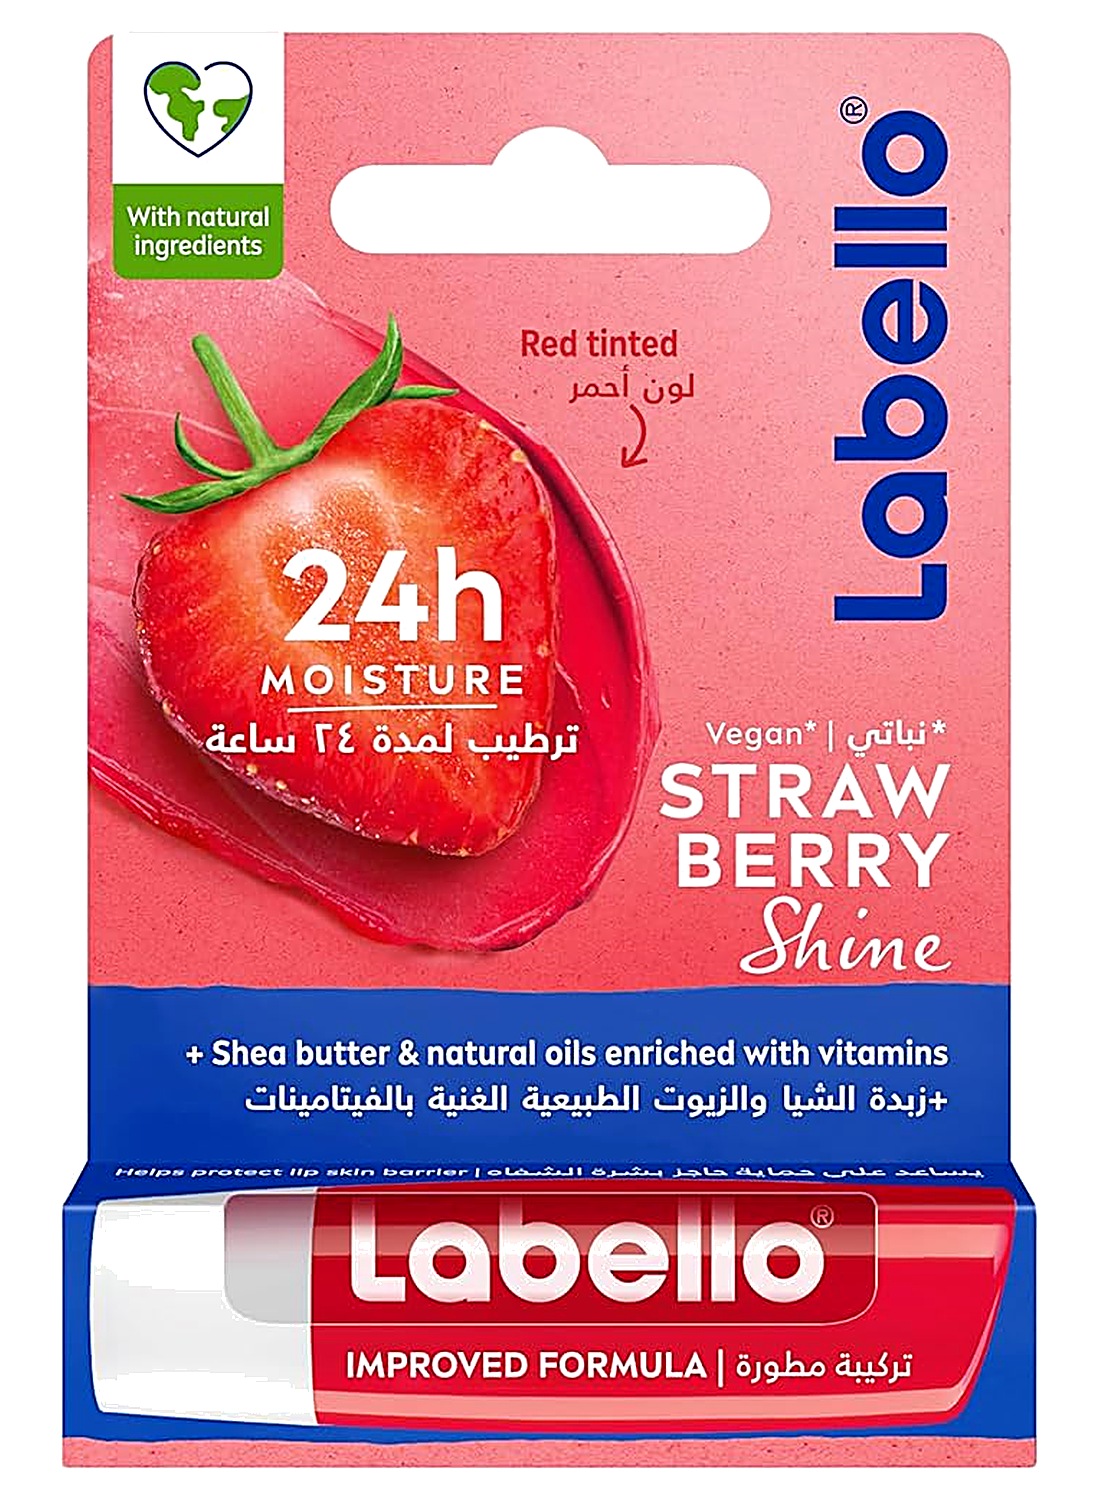 With natural
ingredients
Labello®
Red tinted
لون أحمر
24h
MOISTURE
ترطيب لمدة ٢٤ ساعة
Vegan* | نباتي*
STRAW
BERRY
Shine
+ Shea butter & natural oils enriched with vitamins
+زبدة الشيا والزيوت الطبيعية الغنية بالفيتامينات
Helps protect lip skin barrier | يساعد على حماية حاجز بشرة الشفاه
Labello®
IMPROVED FORMULA | تركيبة مطورة